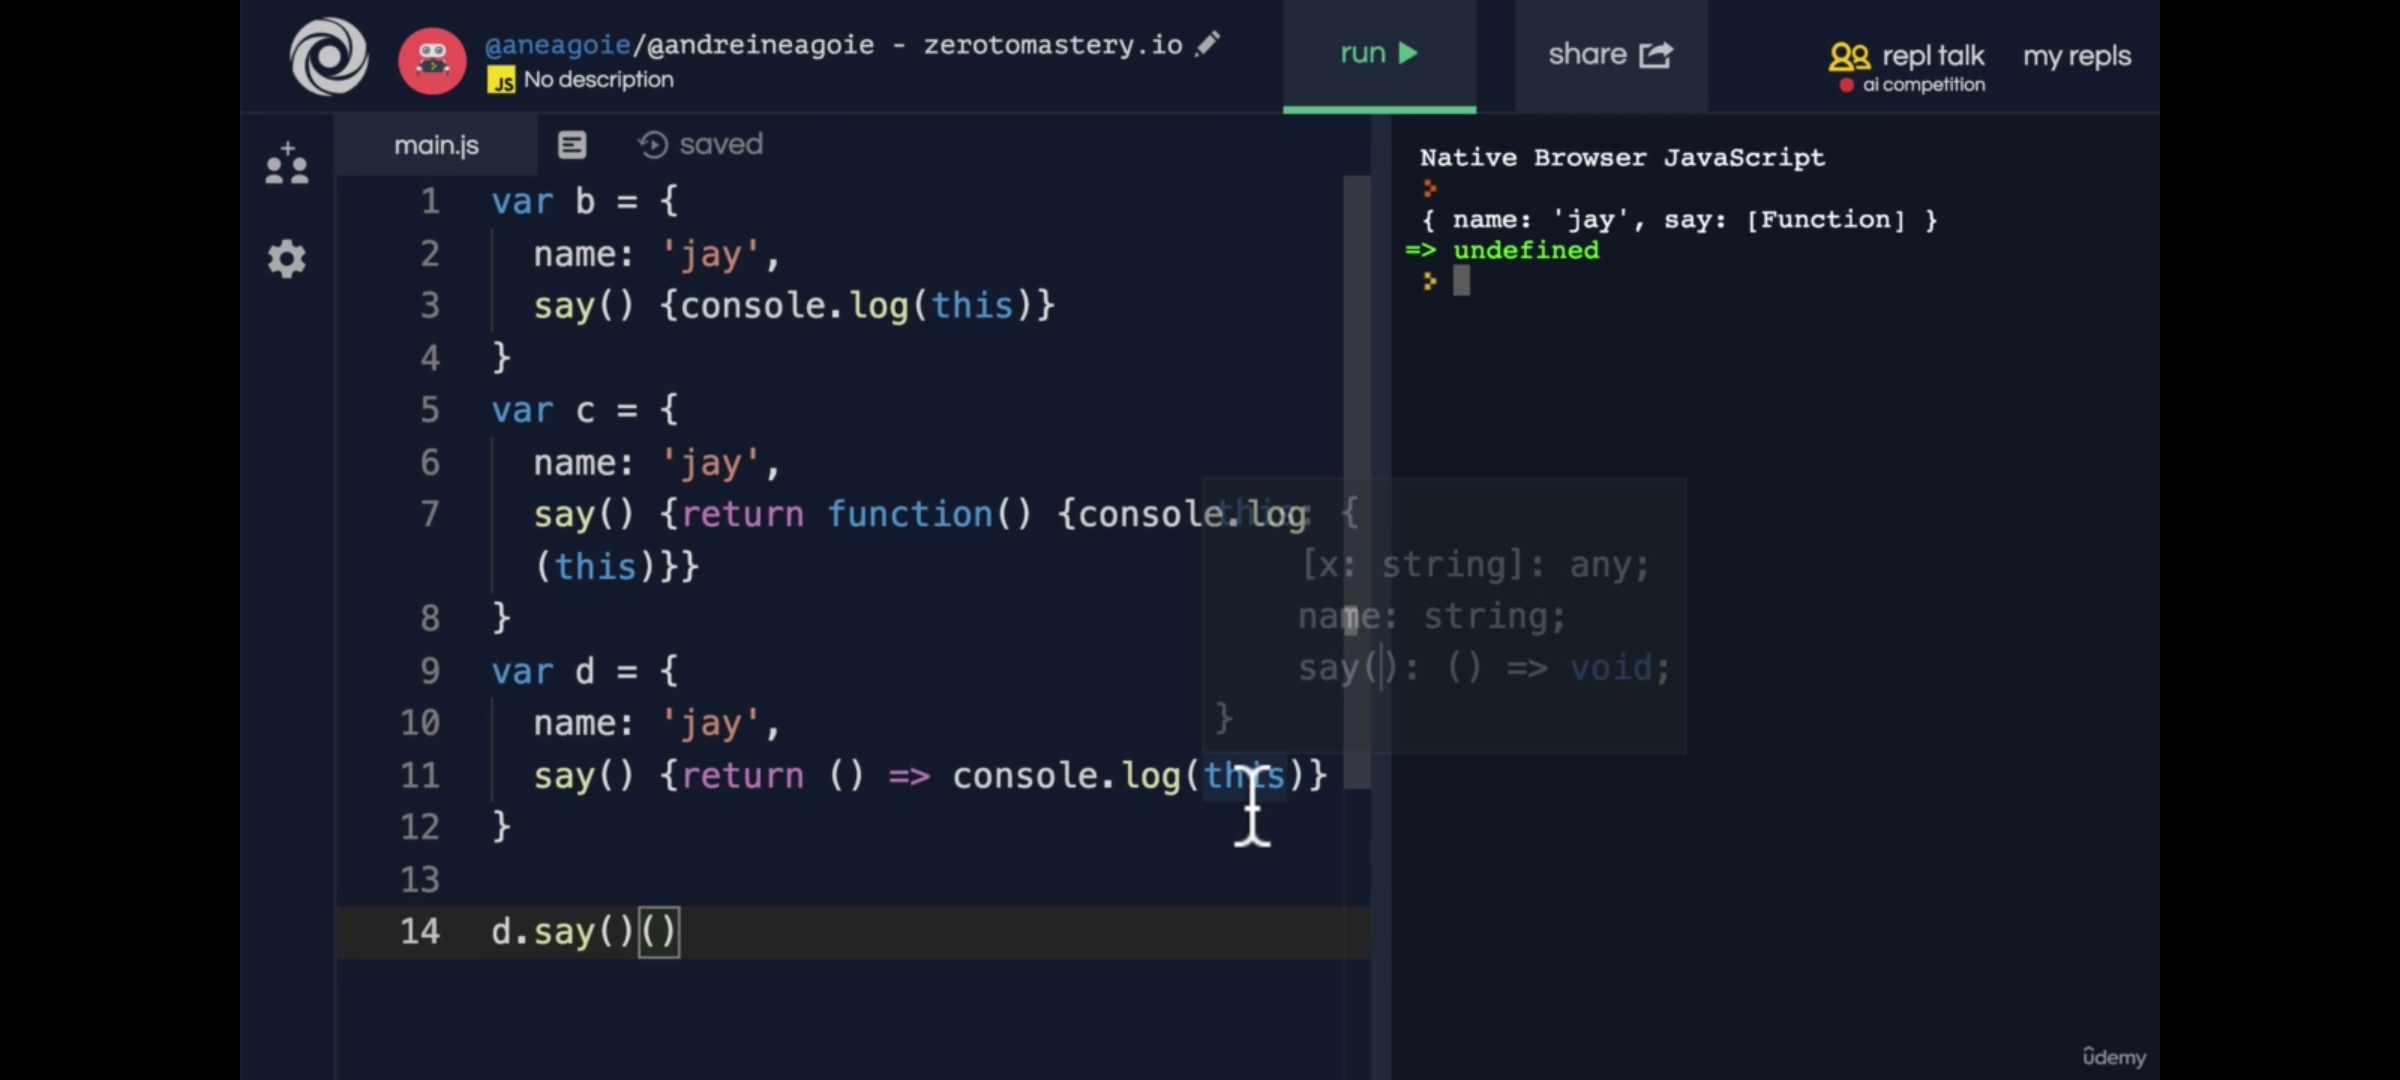 @aneagoie/@andreineagoie - zerotomastery.io
JS No description
run
share
repl talk
ai competition
my repls
main.js
saved
1 var b = {
2 name: 'jay',
3 say() {console.log(this)}
4 }
5 var c = {
6 name: 'jay',
7 say() {return function() {console.log
(this)}}
8 }
9 var d = {
10 name: 'jay',
11 say() {return () => console.log(this)}
12 }
13
14 d.say()()
this: {
[x: string]: any;
name: string;
say(): () => void;
}
Native Browser JavaScript
{ name: 'jay', say: [Function] }
=> undefined
ûdemy